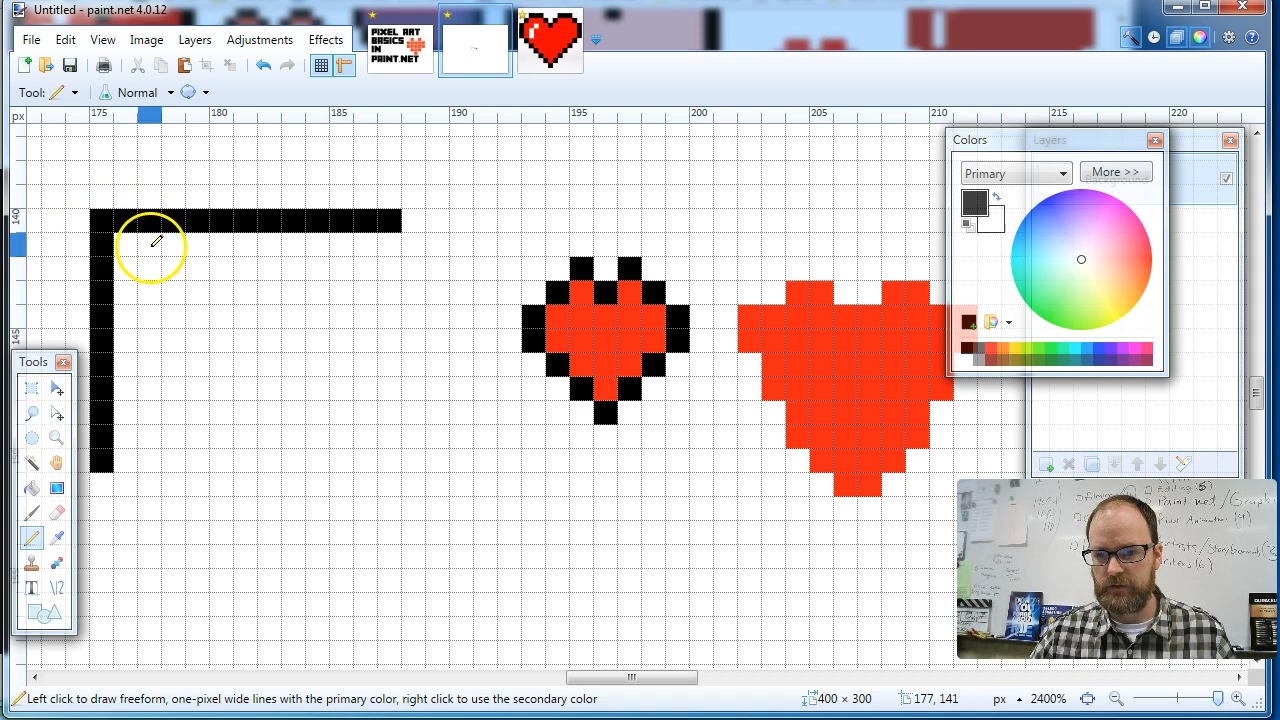 Untitled - paint.net 4.0.12
File Edit View Image Layers Adjustments Effects
PIXEL ART
BASICS
IN
PAINT.NET
Tool: Normal
px 175 180 185 190 195 200 205 210 215 220
140
145
Colors
Layers
Primary More >>
Background
Tools
Left click to draw freeform, one-pixel wide lines with the primary color, right click to use the secondary color 400 × 300 177, 141 px 2400%